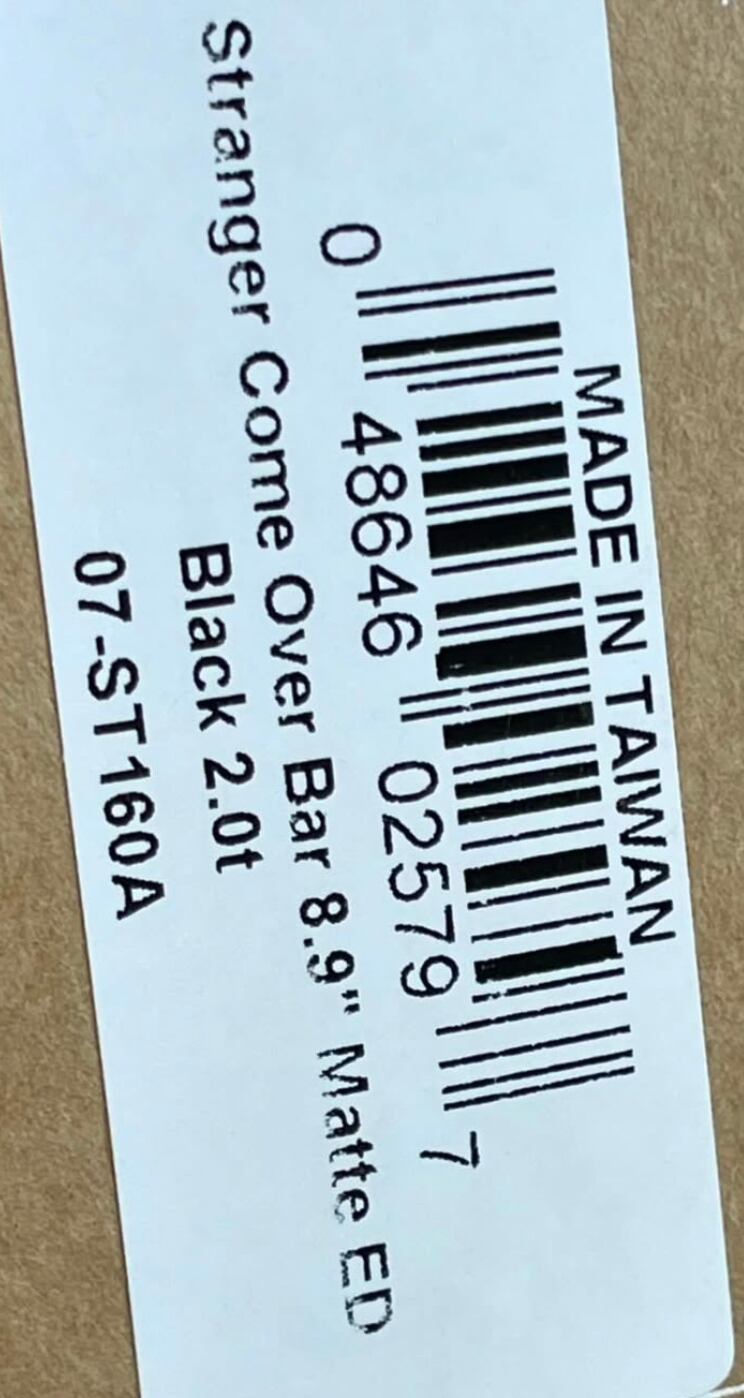 MADE IN TAIWAN
0 48646 02579 7
Stranger Come Over Bar 8.9" Matte ED
Black 2.0t
07-ST160A